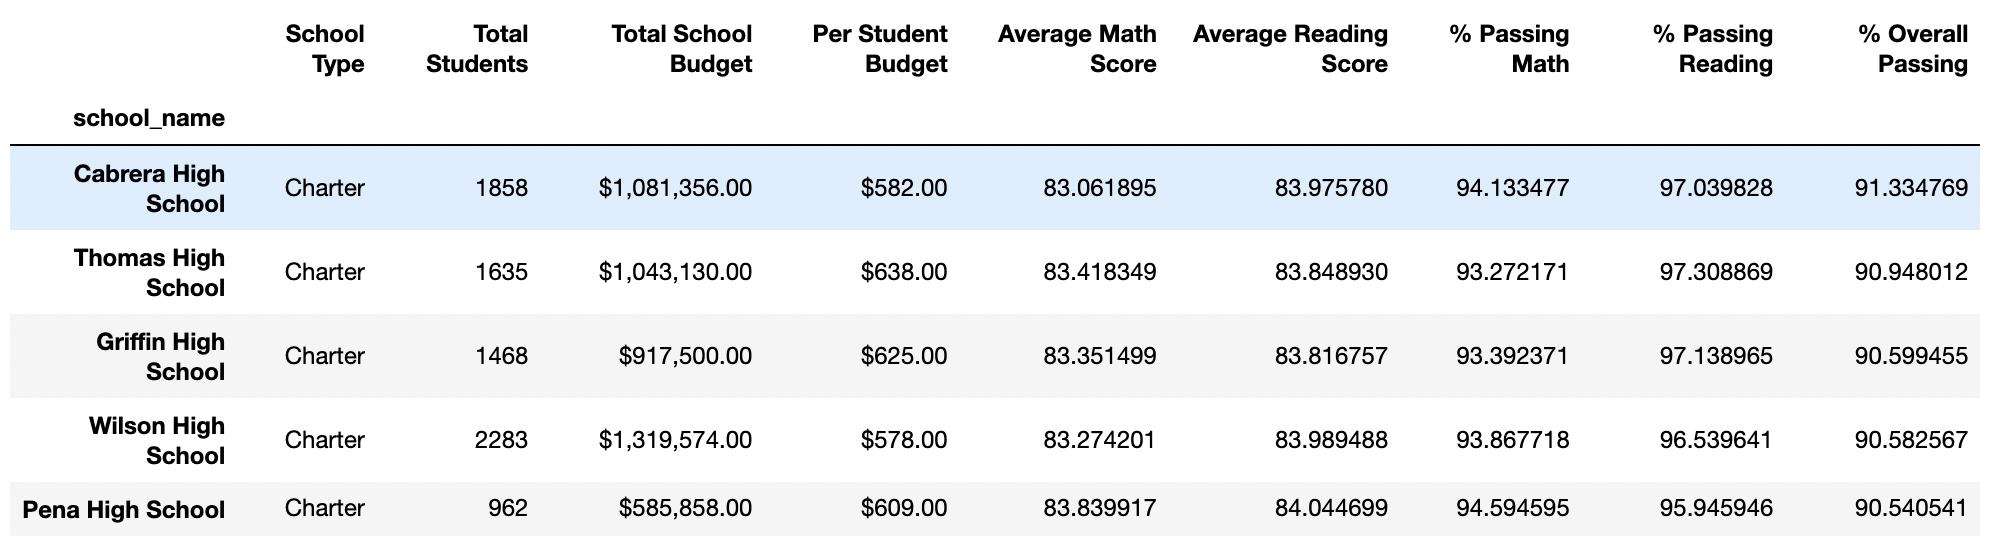 School Type Total Students Total School Budget Per Student Budget Average Math Score Average Reading Score % Passing Math % Passing Reading % Overall Passing
school_name
Cabrera High School Charter 1858 $1,081,356.00 $582.00 83.061895 83.975780 94.133477 97.039828 91.334769
Thomas High School Charter 1635 $1,043,130.00 $638.00 83.418349 83.848930 93.272171 97.308869 90.948012
Griffin High School Charter 1468 $917,500.00 $625.00 83.351499 83.816757 93.392371 97.138965 90.599455
Wilson High School Charter 2283 $1,319,574.00 $578.00 83.274201 83.989488 93.867718 96.539641 90.582567
Pena High School Charter 962 $585,858.00 $609.00 83.839917 84.044699 94.594595 95.945946 90.540541